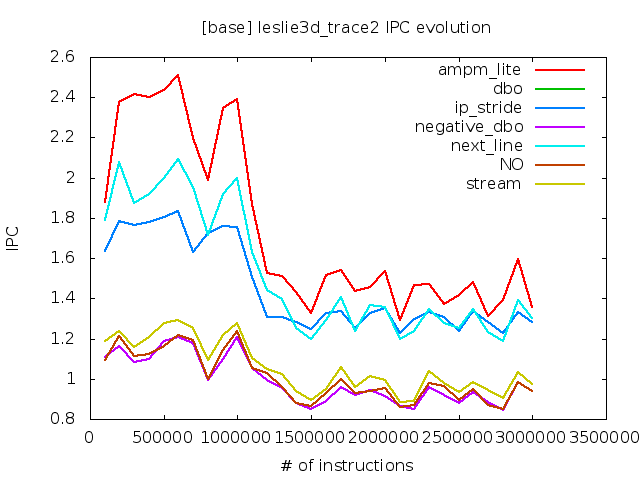 [base] leslie3d_trace2 IPC evolution
2.6
2.4
2.2
2
1.8
1.6
1.4
1.2
1
0.8
IPC
ampm_lite
dbo
ip_stride
negative_dbo
next_line
NO
stream
0 500000 1000000 1500000 2000000 2500000 3000000 3500000
# of instructions